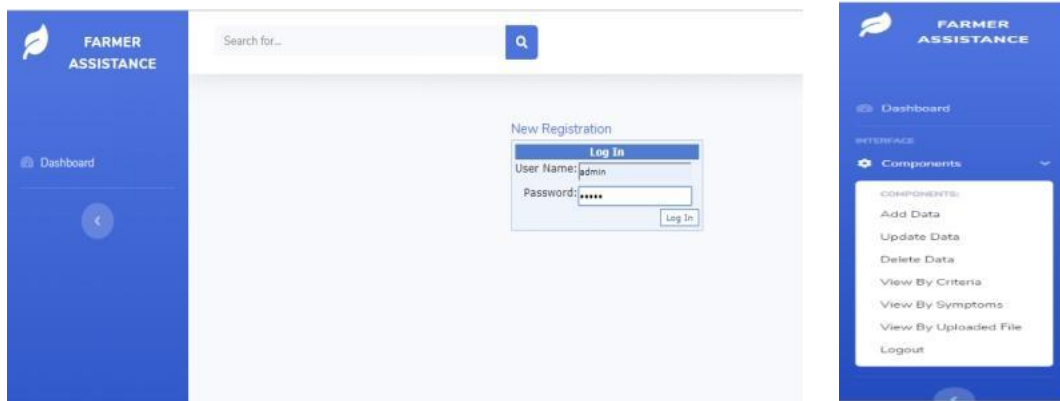 FARMER
ASSISTANCE
Search for...
Dashboard
New Registration
Log In
User Name: admin
Password: •••••
Log In
FARMER
ASSISTANCE
Dashboard
INTERFACE
Components
COMPONENTS:
Add Data
Update Data
Delete Data
View By Criteria
View By Symptoms
View By Uploaded File
Logout